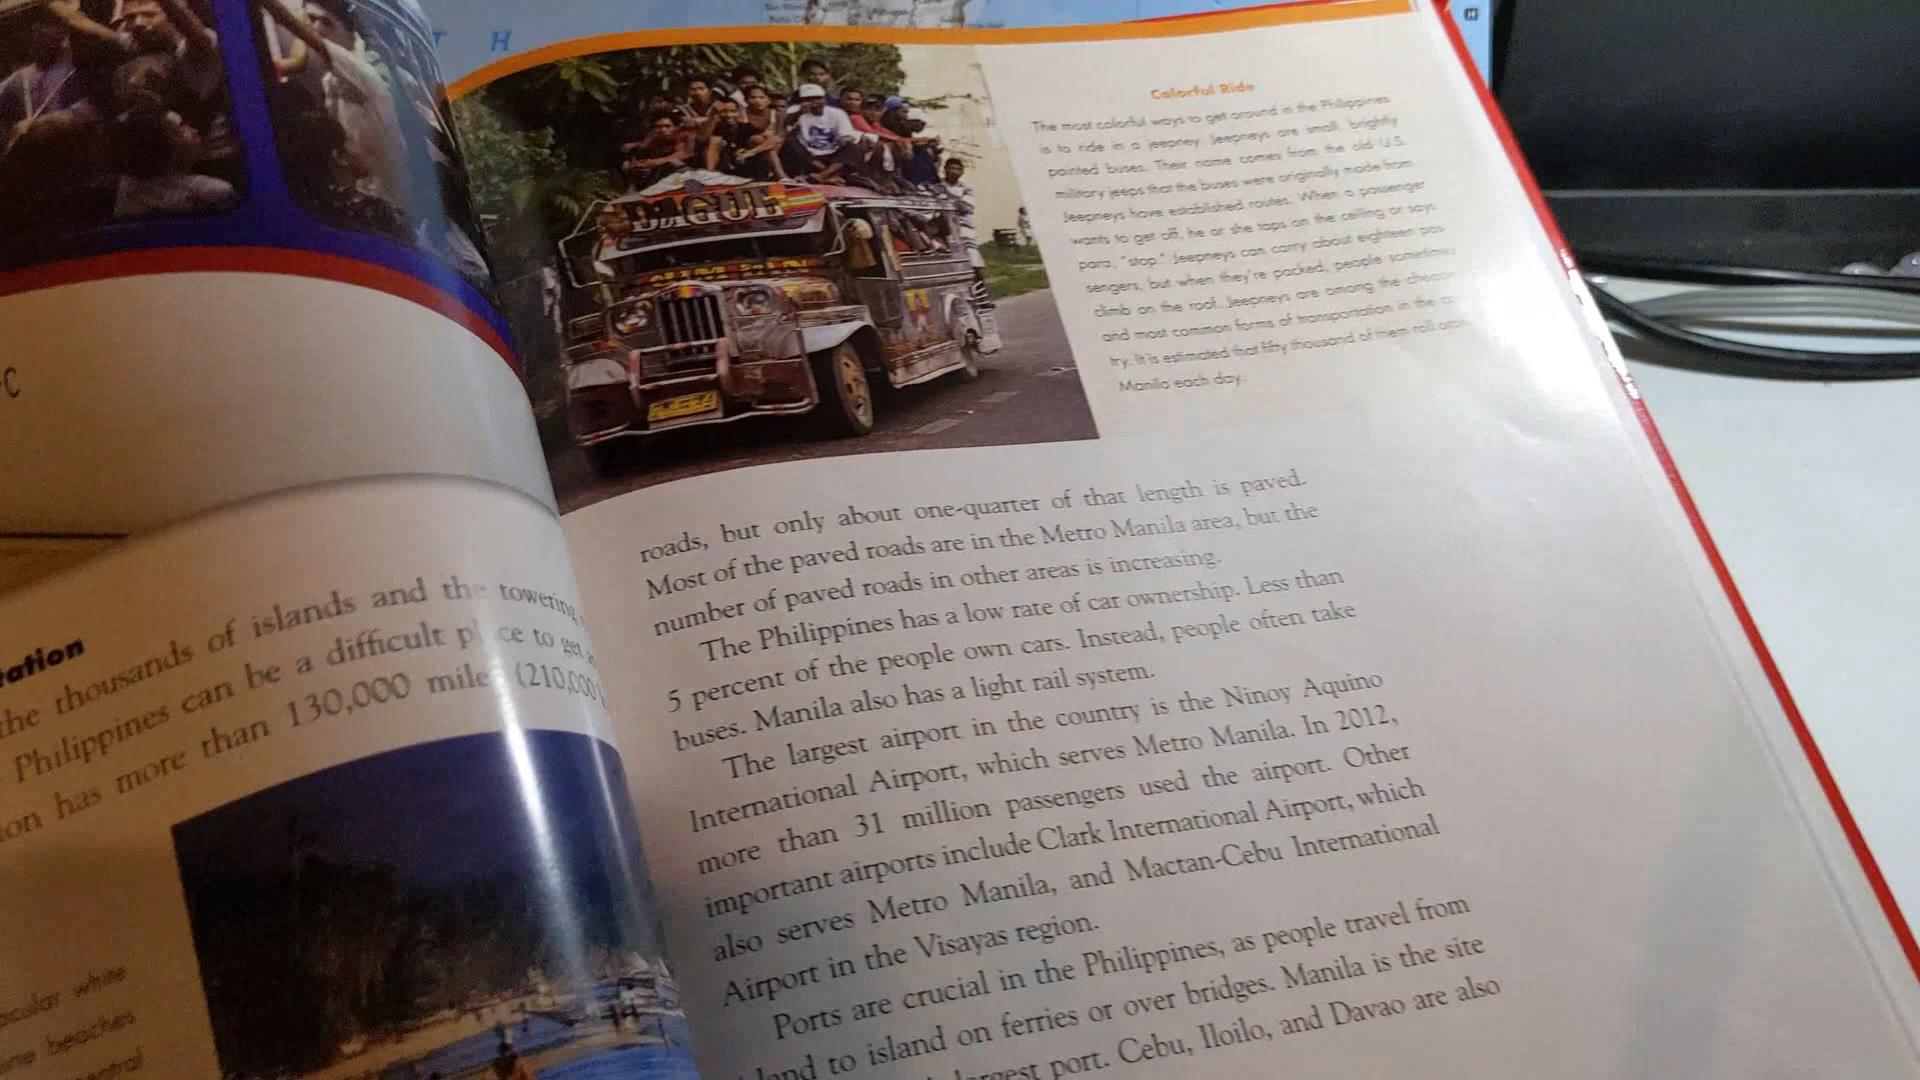 T H
C
tation
the thousands of islands and the towering
Philippines can be a difficult place to get
ion has more than 130,000 miles (210,000
white
beaches
Colorful Ride
The most colorful ways to get around in the Philippines
is to ride in a jeepney. Jeepneys are small, brightly
painted buses. Their name comes from the old U.S.
military jeeps that the buses were originally made from.
Jeepneys have established routes. When a passenger
wants to get off, he or she taps on the ceiling or says
para, "stop." Jeepneys can carry about eighteen pas-
sengers, but when they're packed, people sometimes
climb on the roof. Jeepneys are among the
and most common forms of transportation in the
try. It is estimated that fifty thousand of them roll
Manila each day.
DAGUL
roads, but only about one-quarter of that length is paved.
Most of the paved roads are in the Metro Manila area, but the
number of paved roads in other areas is increasing.
The Philippines has a low rate of car ownership. Less than
5 percent of the people own cars. Instead, people often take
buses. Manila also has a light rail system.
The largest airport in the country is the Ninoy Aquino
International Airport, which serves Metro Manila. In 2012,
more than 31 million passengers used the airport. Other
important airports include Clark International Airport, which
also serves Metro Manila, and Mactan-Cebu International
Airport in the Visayas region.
Ports are crucial in the Philippines, as people travel from
land to island on ferries or over bridges. Manila is the site
largest port. Cebu, Iloilo, and Davao are also